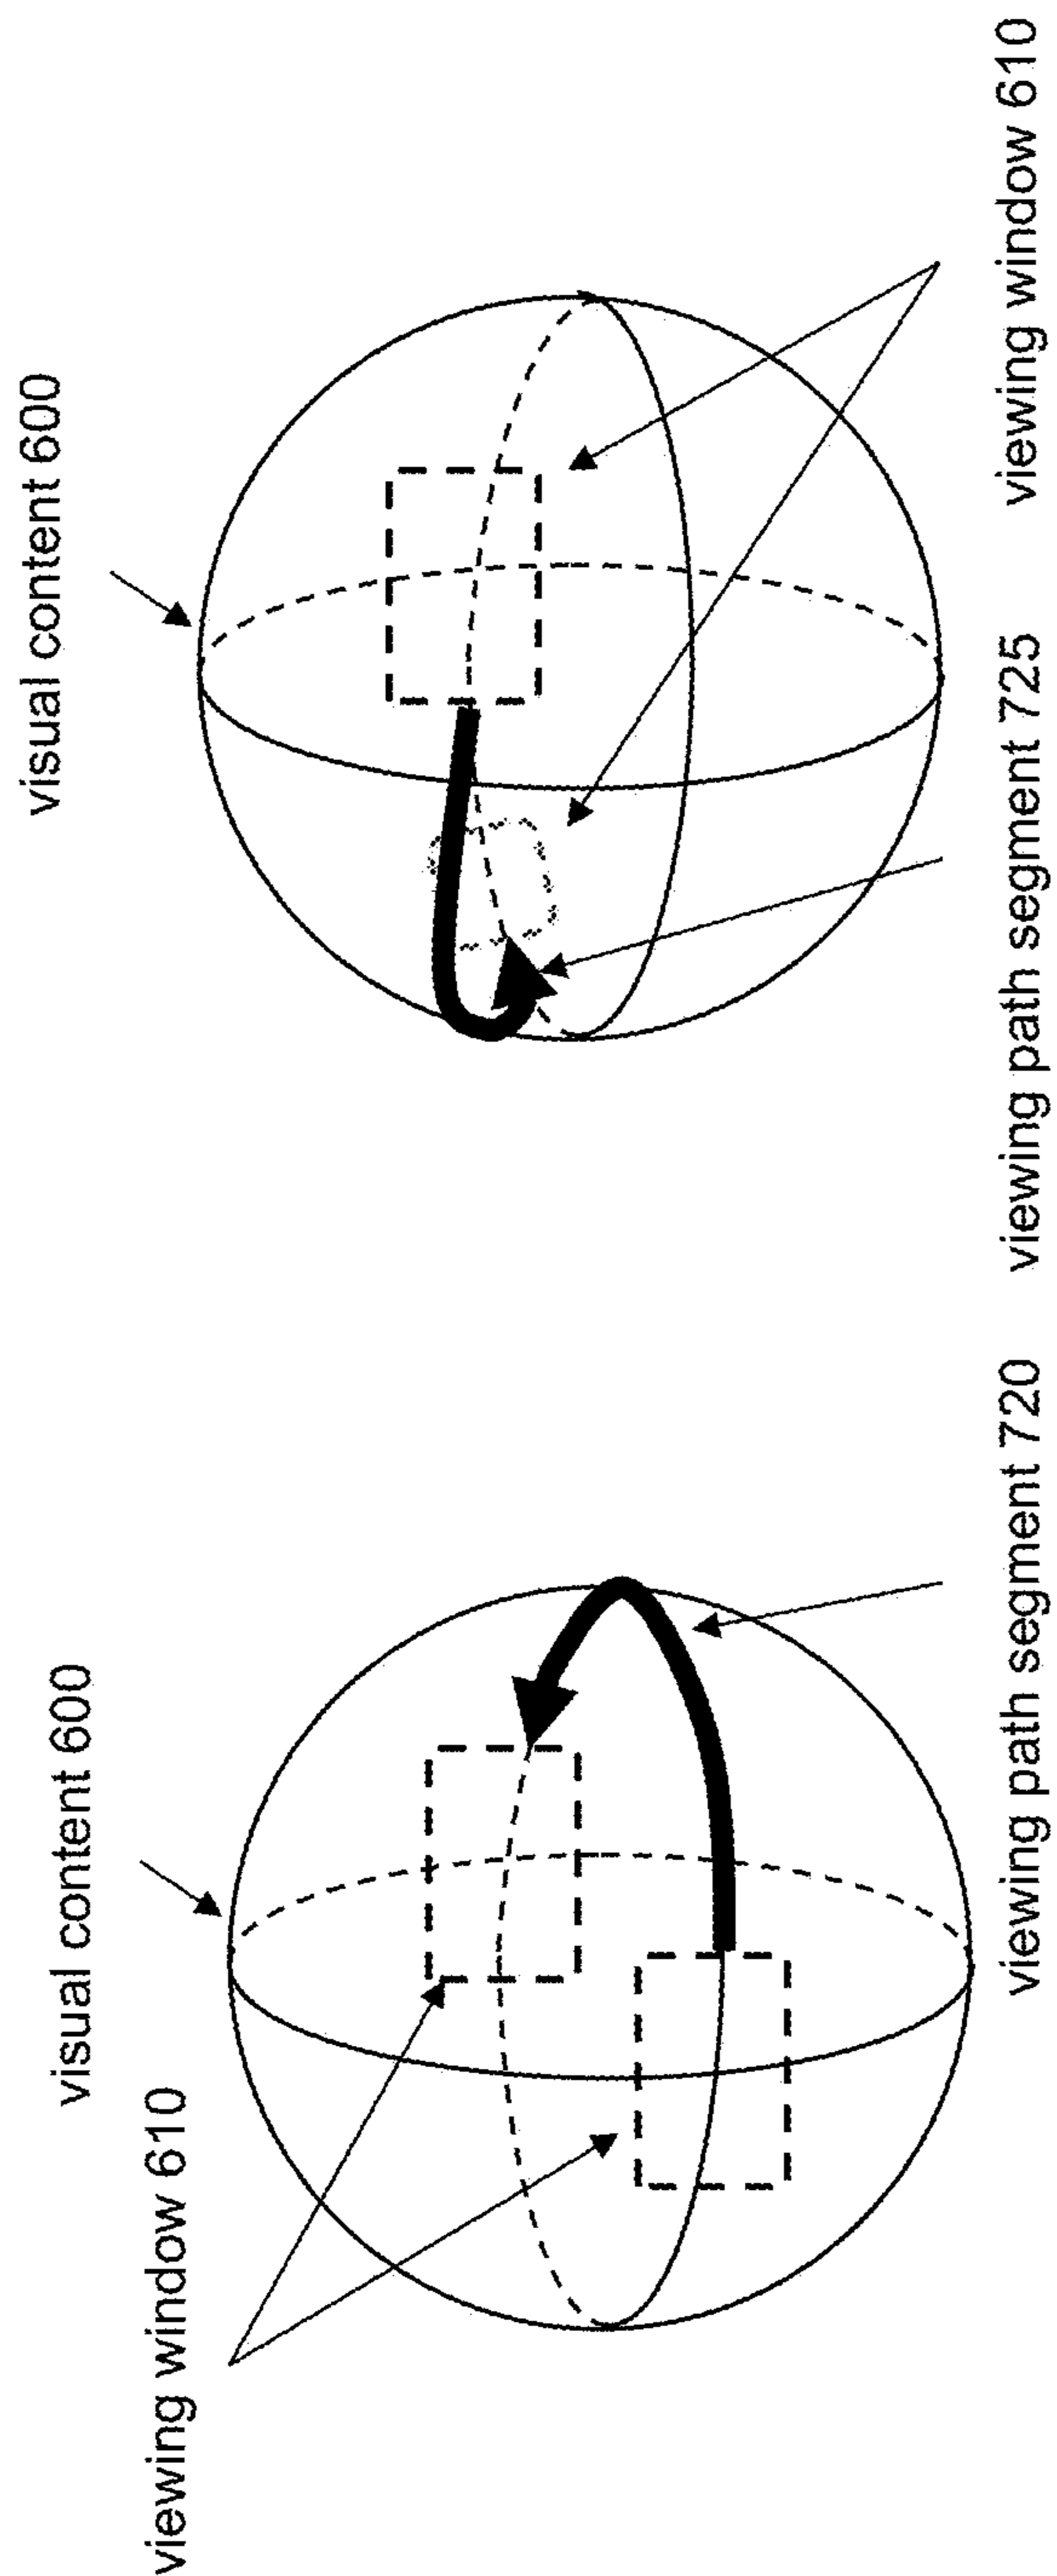 visual content 600
visual content 600
viewing window 610
viewing path segment 720
viewing path segment 725
viewing window 610